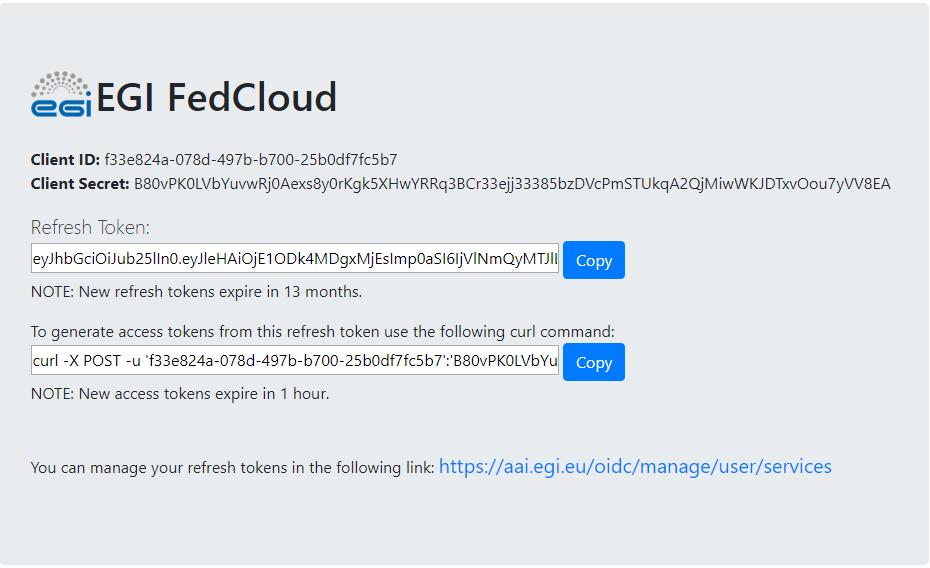 egi EGI FedCloud
Client ID: f33e824a-078d-497b-b700-25b0df7fc5b7
Client Secret: B80vPK0LVbYuvwRj0Aexs8y0rKgk5XHwYRRq3BCr33ejj33385bzDVcPmSTUkqA2QjMiwWKJDTxvOou7yVV8EA
Refresh Token:
eyJhbGciOiJub25lIn0.eyJleHAiOjE1ODk4MDgxMjEsImp0aSI6IjVlNmQyMTJlI
Copy
NOTE: New refresh tokens expire in 13 months.
To generate access tokens from this refresh token use the following curl command:
curl -X POST -u 'f33e824a-078d-497b-b700-25b0df7fc5b7':'B80vPK0LVbYu
Copy
NOTE: New access tokens expire in 1 hour.
You can manage your refresh tokens in the following link: https://aai.egi.eu/oidc/manage/user/services